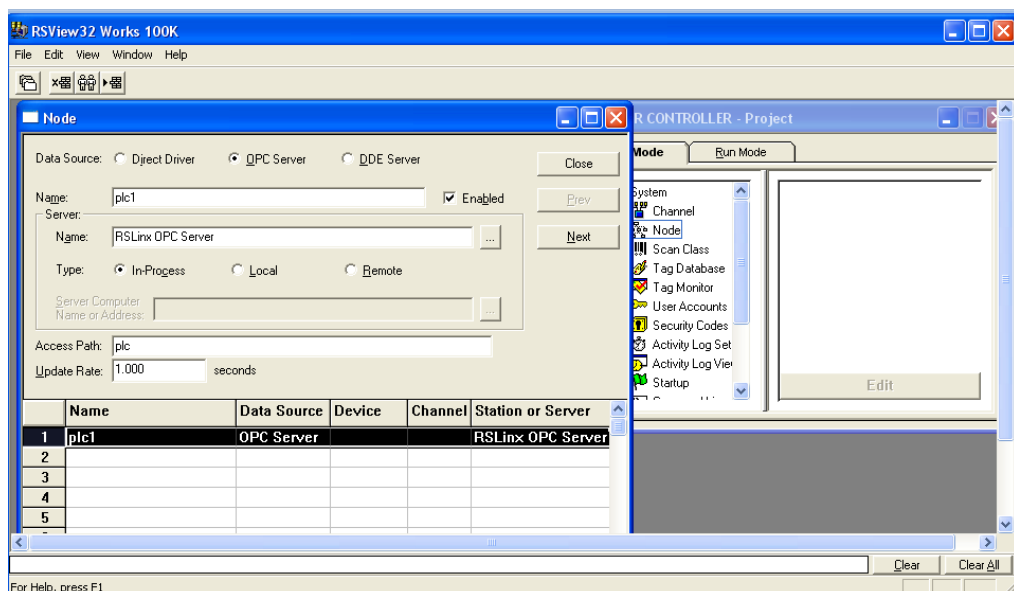 RSView32 Works 100K
File Edit View Window Help
Node
R CONTROLLER - Project
Data Source: Direct Driver OPC Server DDE Server
Close
Name: plc1 Enabled
Prev
Server:
Name: RSLinx OPC Server ...
Next
Type: In-Process Local Remote
Server Computer
Name or Address: ...
Access Path: plc
Update Rate: 1.000 seconds
Name Data Source Device Channel Station or Server
1 plc1 OPC Server RSLinx OPC Server
2
3
4
5
Mode Run Mode
System
Channel
Node
Scan Class
Tag Database
Tag Monitor
User Accounts
Security Codes
Activity Log Set
Activity Log Vie
Startup
Edit
Clear Clear All
For Help, press F1